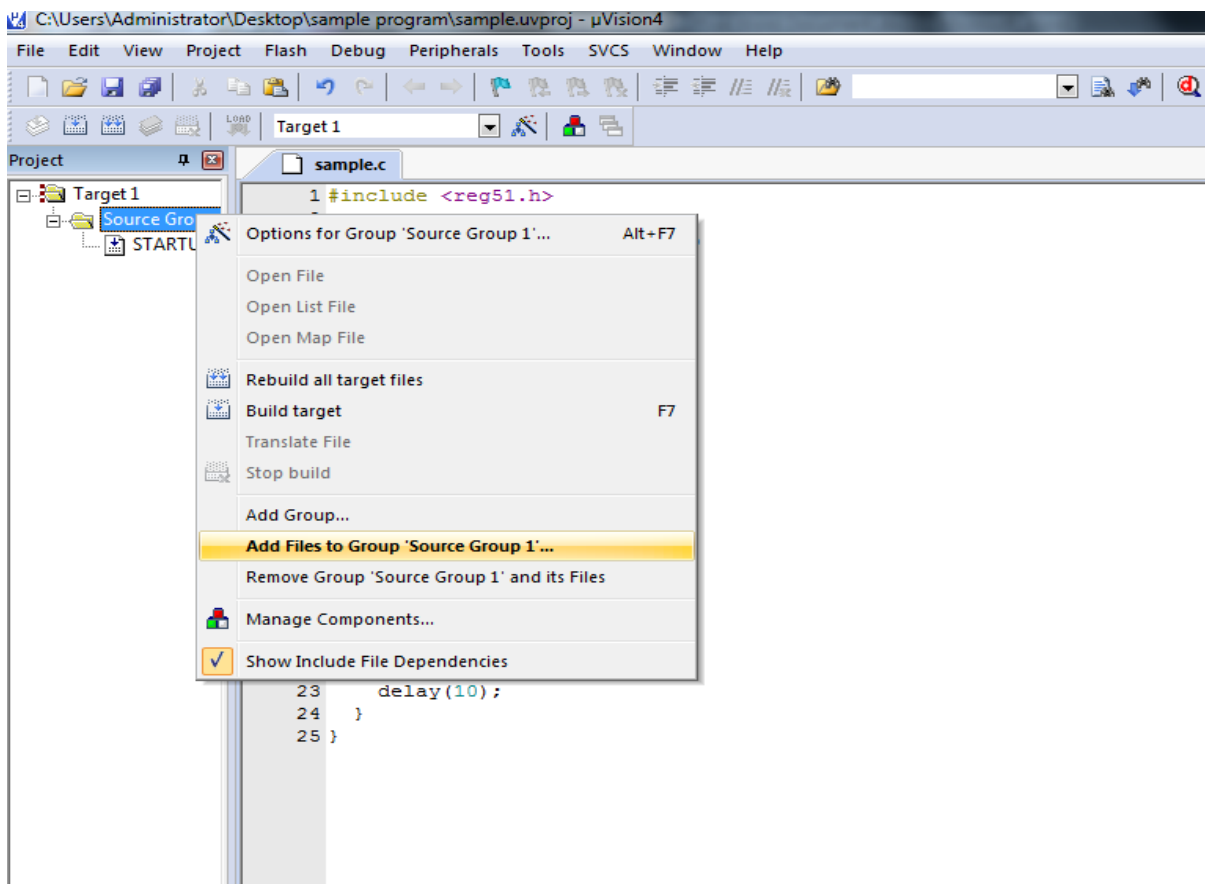 C:\Users\Administrator\Desktop\sample program\sample.uvproj - µVision4
File Edit View Project Flash Debug Peripherals Tools SVCS Window Help
LOAD Target 1
Project
sample.c
Target 1
1 #include <reg51.h>
Source Gro
STARTU
Options for Group 'Source Group 1'... Alt+F7
Open File
Open List File
Open Map File
Rebuild all target files
Build target F7
Translate File
Stop build
Add Group...
Add Files to Group 'Source Group 1'...
Remove Group 'Source Group 1' and its Files
Manage Components...
Show Include File Dependencies
23 delay(10);
24 }
25 }